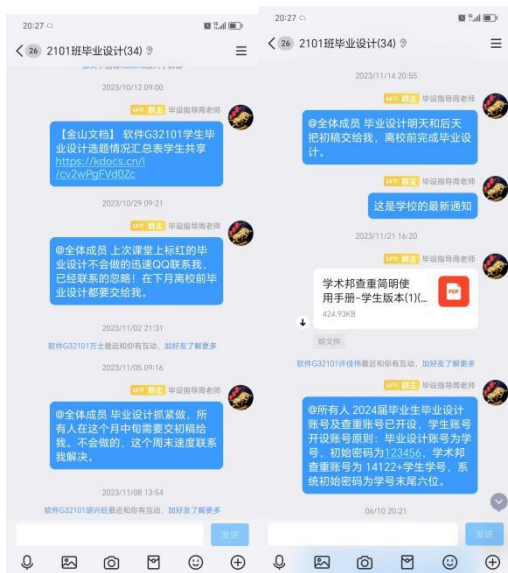 20:27
26 2101班毕业设计(34)
2023/10/12 09:00
群主 毕设指导周老师
【金山文档】 软件G32101学生毕
业设计选题情况汇总表学生共享
https://kdocs.cn/l
/cv2wPgFVd0Zc
2023/10/29 09:21
群主 毕设指导周老师
@全体成员 上次课堂上标红的毕
业设计不会做的迅速QQ联系我,
已经联系的忽略!在下月离校前毕
业设计都要交给我。
2023/11/02 21:31
软件G32101万士最近和你有互动,加好友了解更多
2023/11/05 09:16
群主 毕设指导周老师
@全体成员 毕业设计抓紧做,所
有人在这个月中旬需要交初稿给
我。不会做的,这个周末速度联系
我解决。
2023/11/08 13:54
软件G32101胡兴旺最近和你有互动,加好友了解更多
发送
20:27
26 2101班毕业设计(34)
2023/11/14 20:55
群主 毕设指导周老师
@全体成员 毕业设计明天和后天
把初稿交给我,离校前完成毕业设
计。
群主 毕设指导周老师
这是学校的最新通知
2023/11/21 16:20
群主 毕设指导周老师
学术邦查重简明使
用手册-学生版本(1)(...
PDF
424.93KB
群文件
软件G32101许佳伟最近和你有互动,加好友了解更多
群主 毕设指导周老师
@所有人 2024届毕业生毕业设计
账号及查重账号已开设,学生账号
开设账号原则:毕业设计账号为学
号,初始密码为123456,学术邦
查重账号为 14122+学生学号,系
统初始密码为学号末尾六位。
06/10 20:21
发送